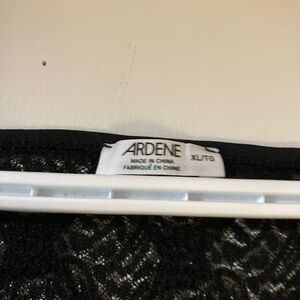 ARDENE
XL/TG
MADE IN CHINA
FABRIQUÉ EN CHINE